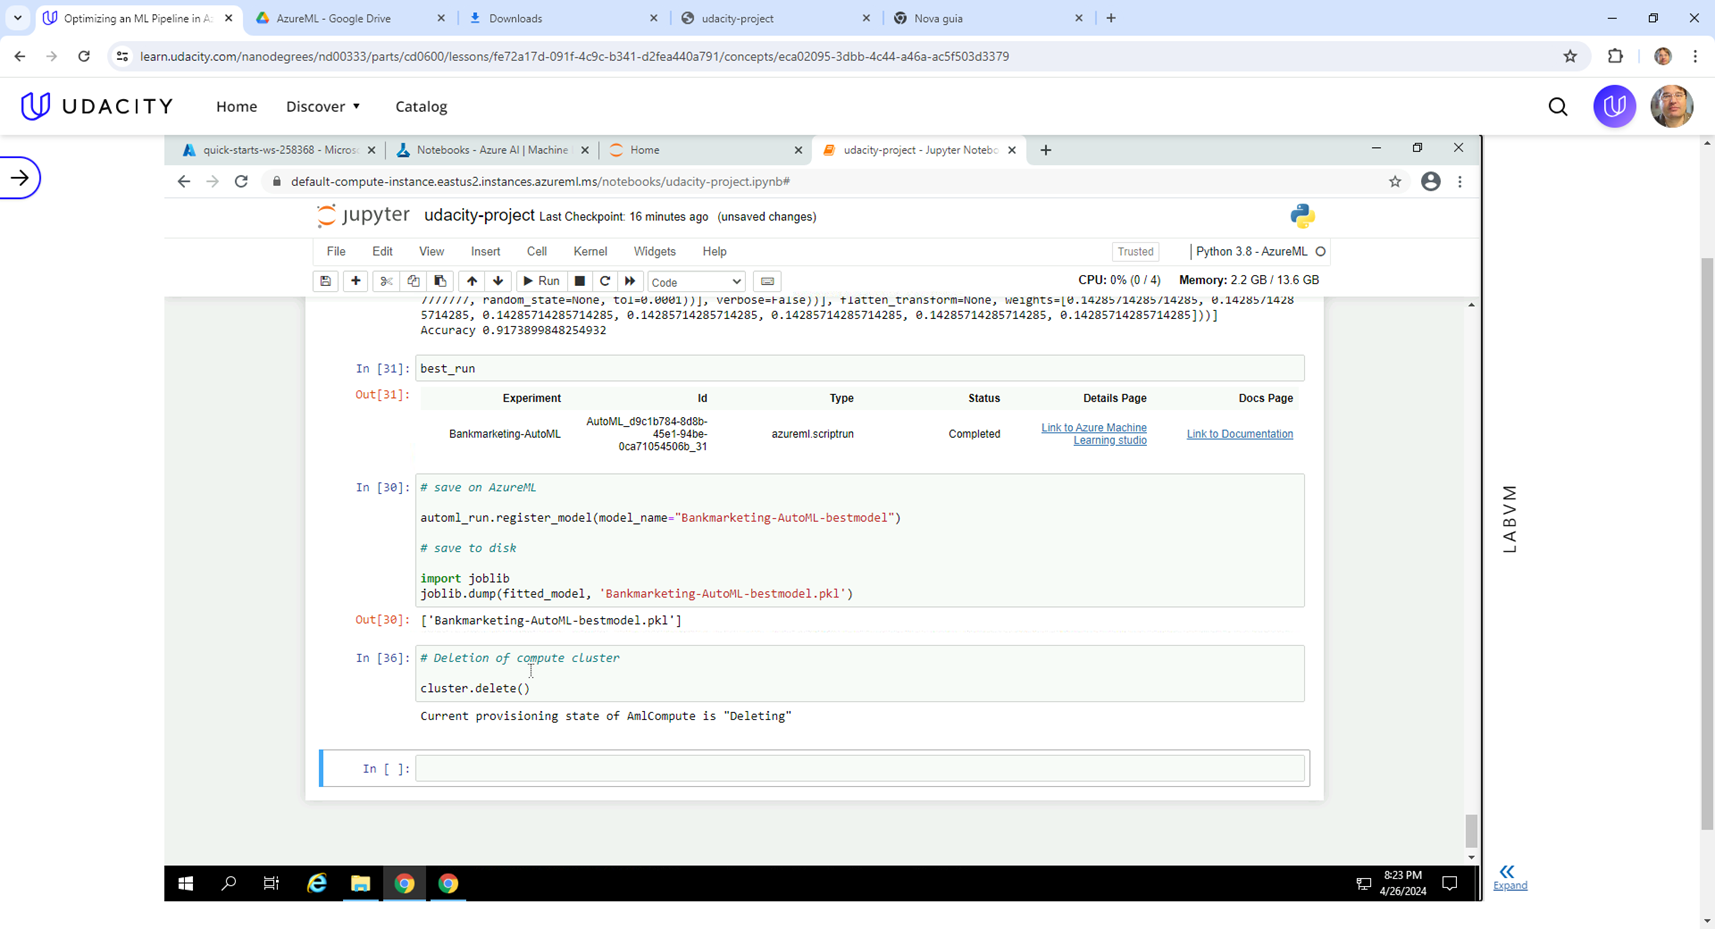 Optimizing an ML Pipeline in Az
AzureML - Google Drive
Downloads
udacity-project
Nova guia
learn.udacity.com/nanodegrees/nd00333/parts/cd0600/lessons/fe72a17d-091f-4c9c-b341-d2fea440a791/concepts/eca02095-3dbb-4c44-a46a-ac5f503d3379
UDACITY
Home
Discover
Catalog
quick-starts-ws-258368 - Micros
Notebooks - Azure AI | Machine
Home
udacity-project - Jupyter Notebo
default-compute-instance.eastus2.instances.azureml.ms/notebooks/udacity-project.ipynb#
jupyter udacity-project Last Checkpoint: 16 minutes ago (unsaved changes)
File Edit View Insert Cell Kernel Widgets Help Trusted Python 3.8 - AzureML
Run Code CPU: 0% (0 / 4) Memory: 2.2 GB / 13.6 GB
7777777, random_state=None, tol=0.0001))], verbose=False))], flatten_transform=None, weights=[0.14285714285714285, 0.1428571428
5714285, 0.14285714285714285, 0.14285714285714285, 0.14285714285714285, 0.14285714285714285, 0.14285714285714285]))]
Accuracy 0.9173899848254932
In [31]: best_run
Out[31]:
Experiment Id Type Status Details Page Docs Page
Bankmarketing-AutoML
AutoML_d9c1b784-8d8b-
45e1-94be-
0ca71054506b_31
azureml.scriptrun
Completed
Link to Azure Machine
Learning studio
Link to Documentation
In [30]: # save on AzureML
automl_run.register_model(model_name="Bankmarketing-AutoML-bestmodel")
# save to disk
import joblib
joblib.dump(fitted_model, 'Bankmarketing-AutoML-bestmodel.pkl')
Out[30]: ['Bankmarketing-AutoML-bestmodel.pkl']
In [36]: # Deletion of compute cluster
cluster.delete()
Current provisioning state of AmlCompute is "Deleting"
In [ ]:
LABVM
8:23 PM
4/26/2024
Expand